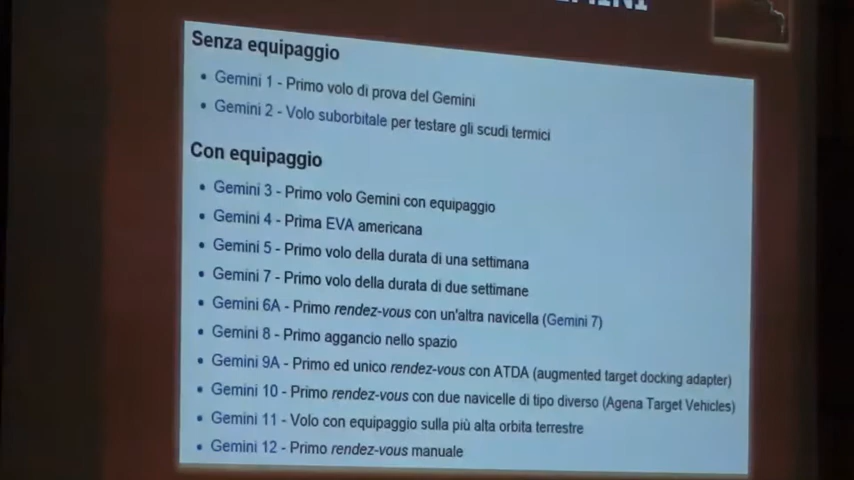 Senza equipaggio
• Gemini 1 - Primo volo di prova del Gemini
• Gemini 2 - Volo suborbitale per testare gli scudi termici
Con equipaggio
• Gemini 3 - Primo volo Gemini con equipaggio
• Gemini 4 - Prima EVA americana
• Gemini 5 - Primo volo della durata di una settimana
• Gemini 7 - Primo volo della durata di due settimane
• Gemini 6A - Primo rendez-vous con un'altra navicella (Gemini 7)
• Gemini 8 - Primo aggancio nello spazio
• Gemini 9A - Primo ed unico rendez-vous con ATDA (augmented target docking adapter)
• Gemini 10 - Primo rendez-vous con due navicelle di tipo diverso (Agena Target Vehicles)
• Gemini 11 - Volo con equipaggio sulla più alta orbita terrestre
• Gemini 12 - Primo rendez-vous manuale